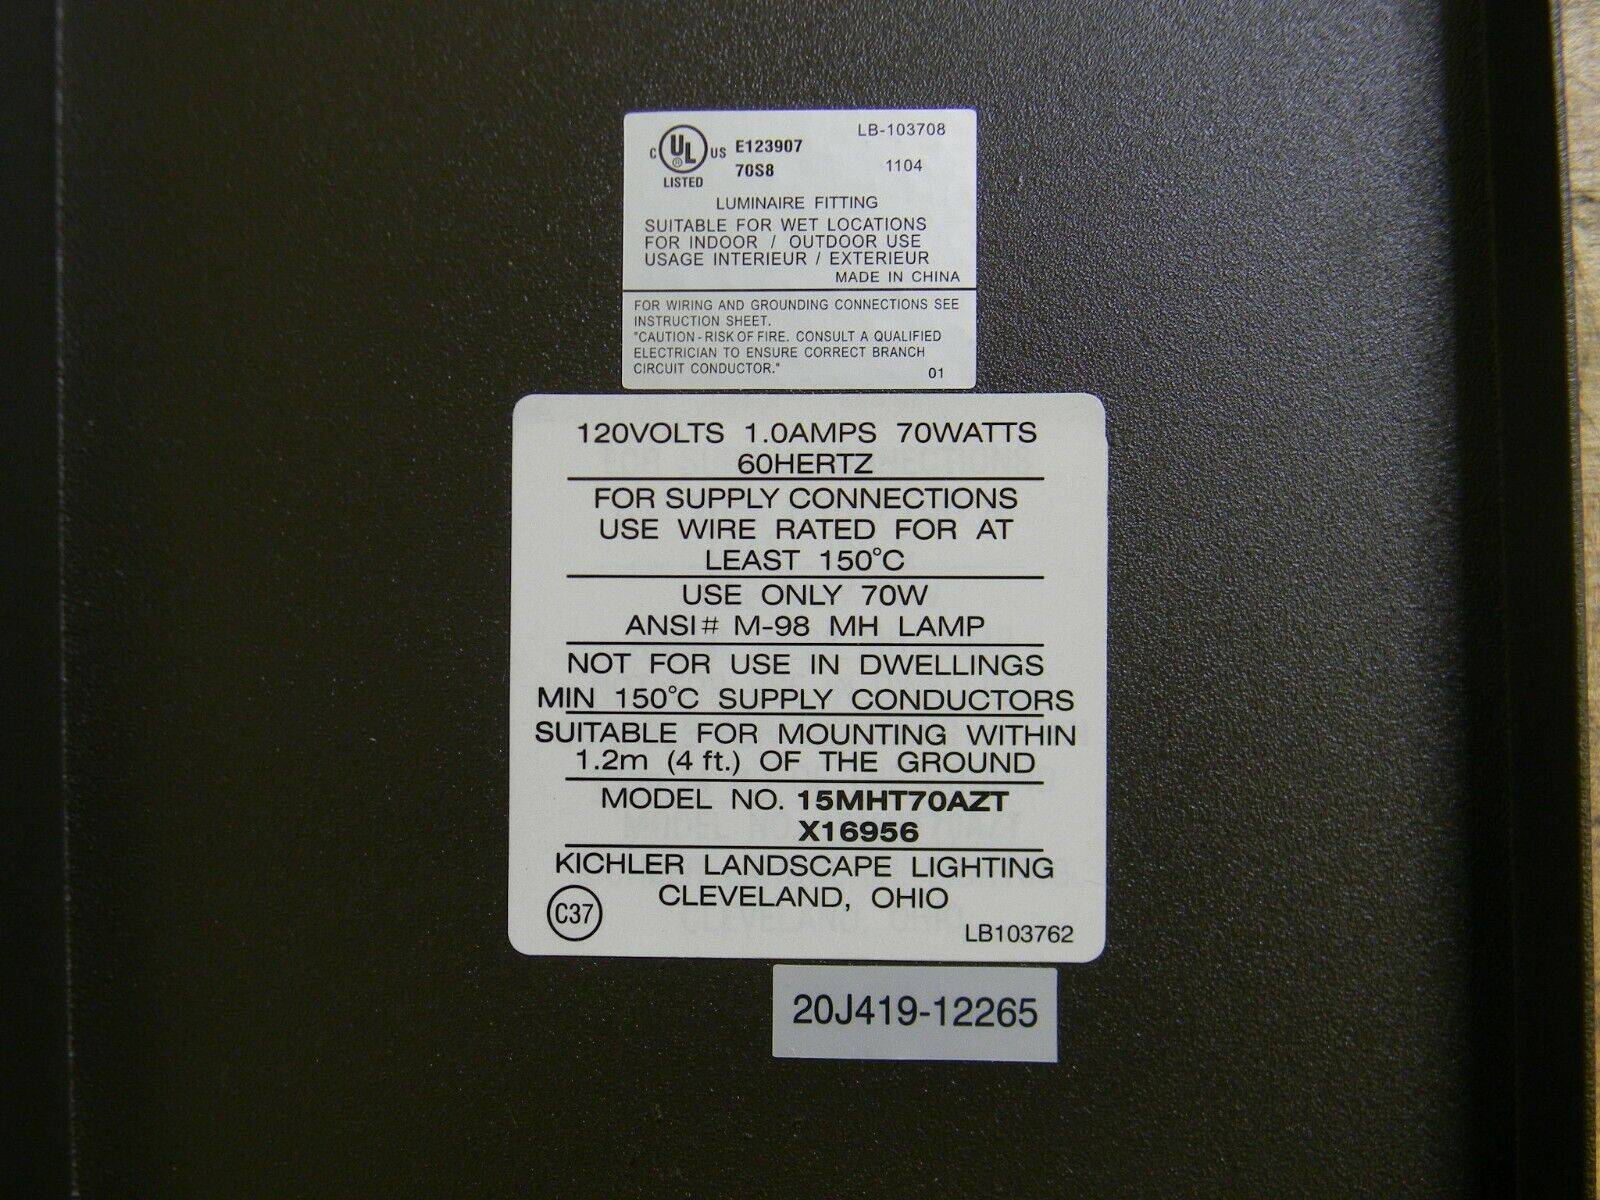 LB-103708
C UL US E123907
® 70S8 1104
LISTED
LUMINAIRE FITTING
SUITABLE FOR WET LOCATIONS
FOR INDOOR / OUTDOOR USE
USAGE INTERIEUR / EXTERIEUR
MADE IN CHINA
FOR WIRING AND GROUNDING CONNECTIONS SEE
INSTRUCTION SHEET.
"CAUTION - RISK OF FIRE. CONSULT A QUALIFIED
ELECTRICIAN TO ENSURE CORRECT BRANCH
CIRCUIT CONDUCTOR."
01
120VOLTS 1.0AMPS 70WATTS
60HERTZ
FOR SUPPLY CONNECTIONS
USE WIRE RATED FOR AT
LEAST 150°C
USE ONLY 70W
ANSI# M-98 MH LAMP
NOT FOR USE IN DWELLINGS
MIN 150°C SUPPLY CONDUCTORS
SUITABLE FOR MOUNTING WITHIN
1.2m (4 ft.) OF THE GROUND
MODEL NO. 15MHT70AZT
X16956
KICHLER LANDSCAPE LIGHTING
CLEVELAND, OHIO
C37
LB103762
20J419-12265